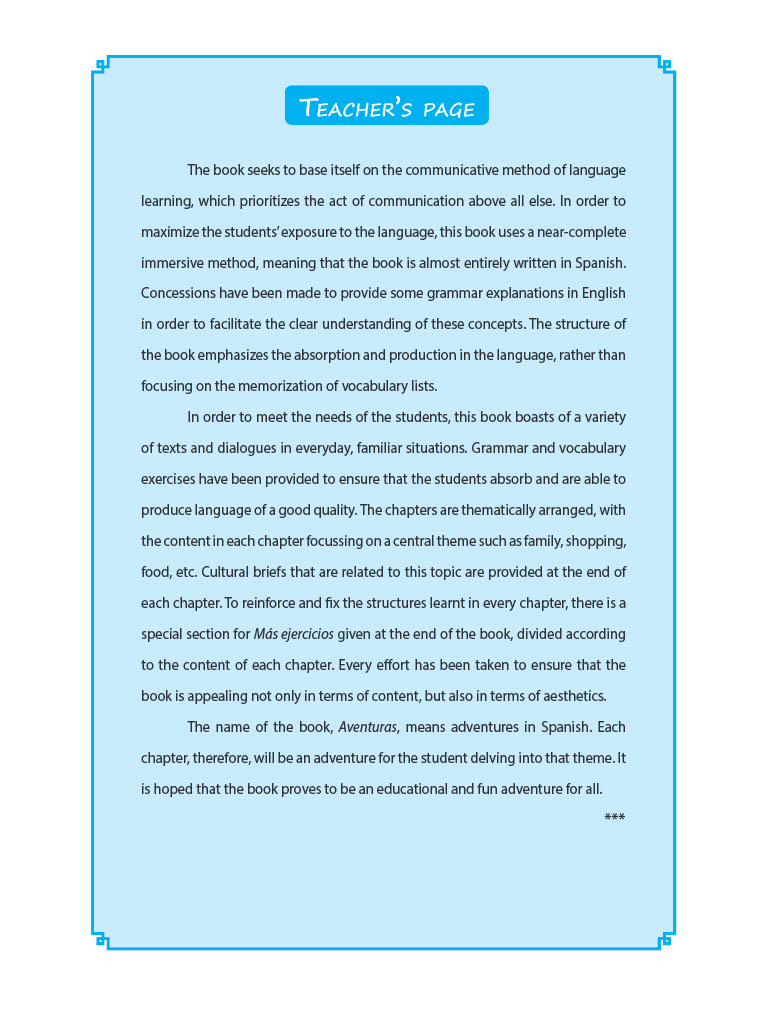 TEACHER'S PAGE
The book seeks to base itself on the communicative method of language
learning, which prioritizes the act of communication above all else. In order to
maximize the students' exposure to the language, this book uses a near-complete
immersive method, meaning that the book is almost entirely written in Spanish.
Concessions have been made to provide some grammar explanations in English
in order to facilitate the clear understanding of these concepts. The structure of
the book emphasizes the absorption and production in the language, rather than
focusing on the memorization of vocabulary lists.
In order to meet the needs of the students, this book boasts of a variety
of texts and dialogues in everyday, familiar situations. Grammar and vocabulary
exercises have been provided to ensure that the students absorb and are able to
produce language of a good quality. The chapters are thematically arranged, with
the content in each chapter focussing on a central theme such as family, shopping,
food, etc. Cultural briefs that are related to this topic are provided at the end of
each chapter. To reinforce and fix the structures learnt in every chapter, there is a
special section for Más ejercicios given at the end of the book, divided according
to the content of each chapter. Every effort has been taken to ensure that the
book is appealing not only in terms of content, but also in terms of aesthetics.
The name of the book, Aventuras, means adventures in Spanish. Each
chapter, therefore, will be an adventure for the student delving into that theme. It
is hoped that the book proves to be an educational and fun adventure for all.
***